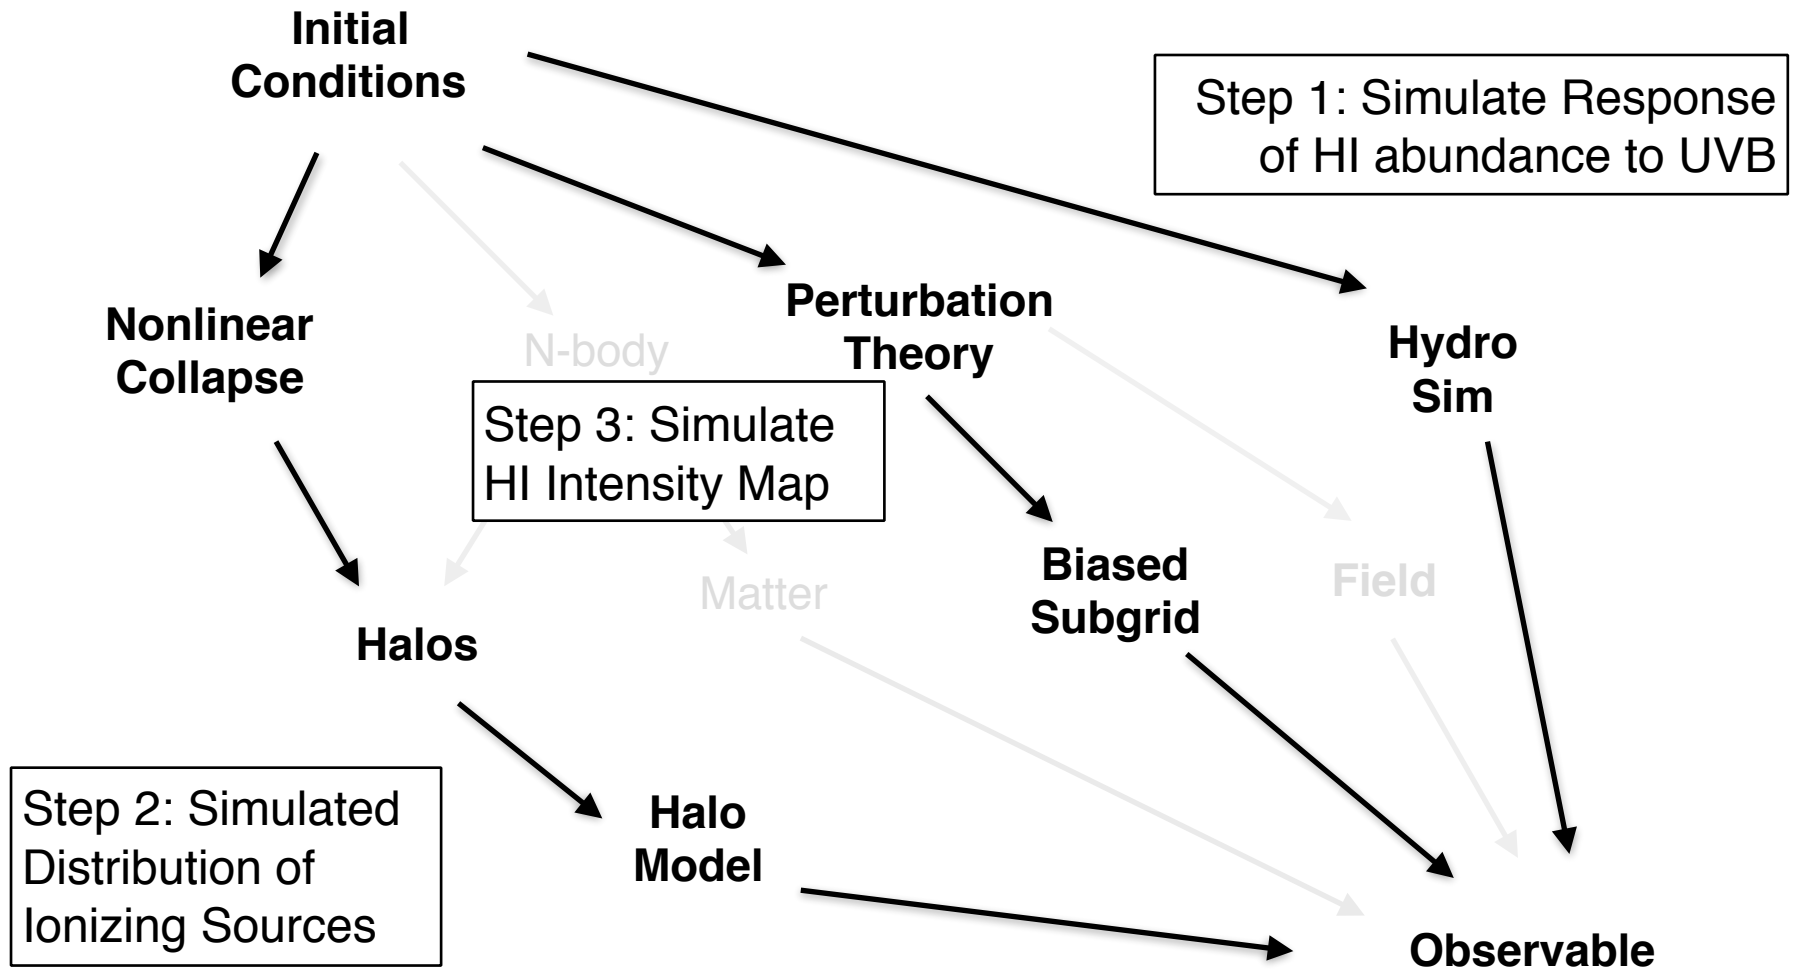 Initial
Conditions
Step 1: Simulate Response
of HI abundance to UVB
Nonlinear
Collapse
N-body
Perturbation
Theory
Hydro
Sim
Step 3: Simulate
HI Intensity Map
Matter
Biased
Subgrid
Field
Halos
Step 2: Simulated
Distribution of
Ionizing Sources
Halo
Model
Observable